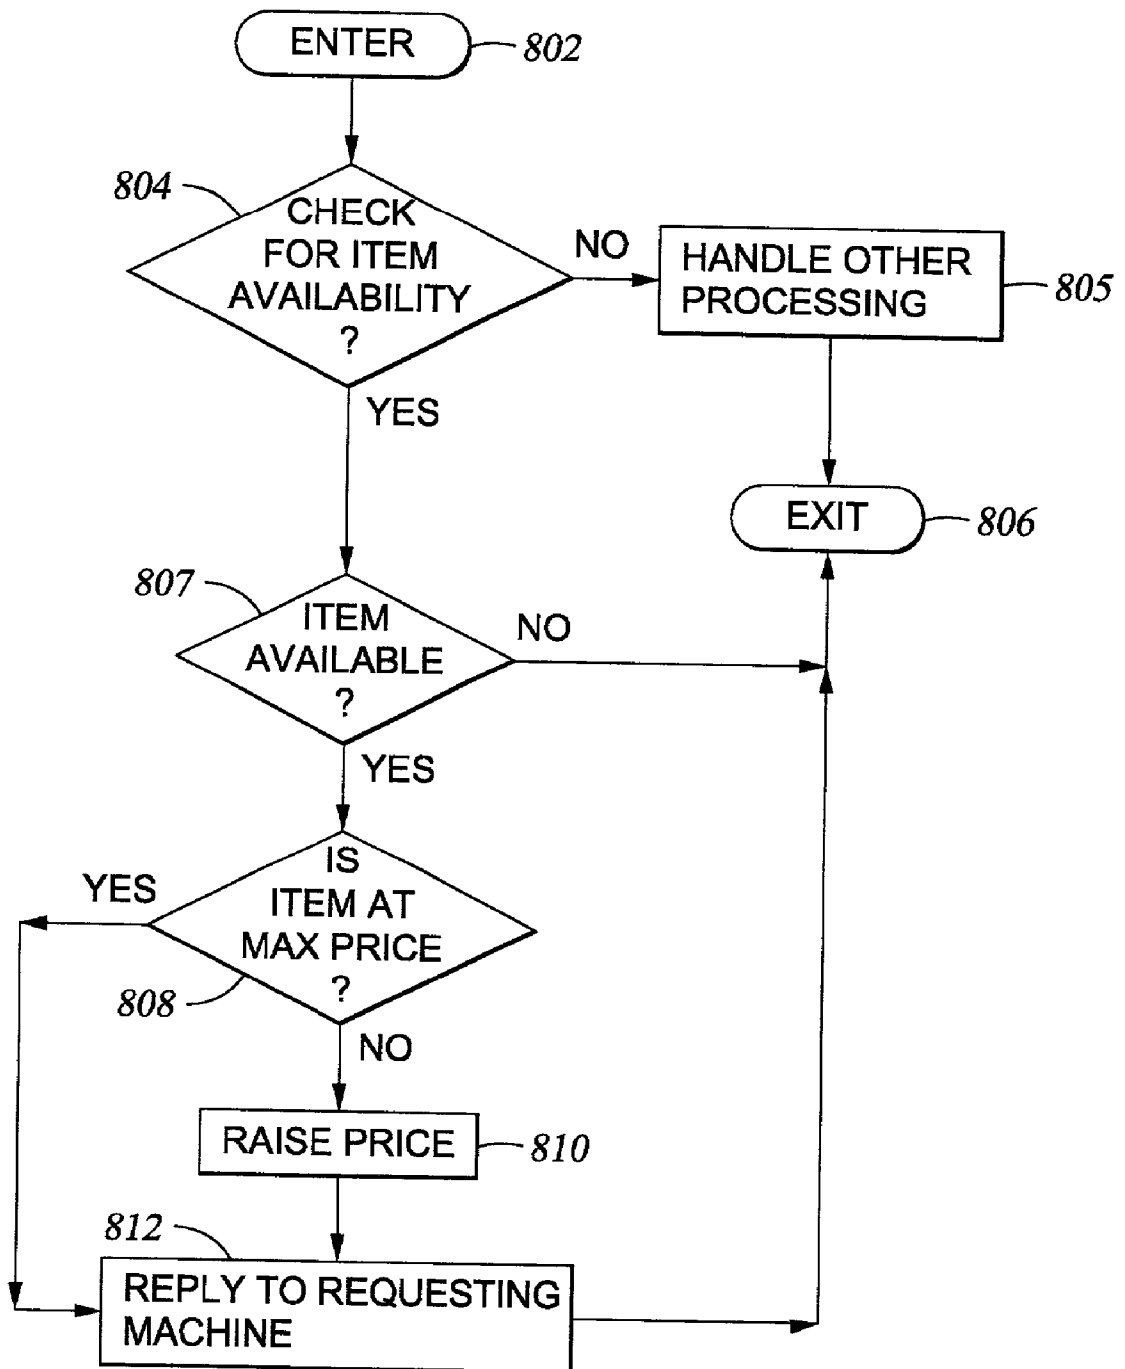 ENTER
802
804
CHECK
FOR ITEM
AVAILABILITY
?
NO
HANDLE OTHER
PROCESSING
805
YES
EXIT
806
807
ITEM
AVAILABLE
?
NO
YES
IS
ITEM AT
MAX PRICE
?
YES
808
NO
RAISE PRICE
810
812
REPLY TO REQUESTING
MACHINE